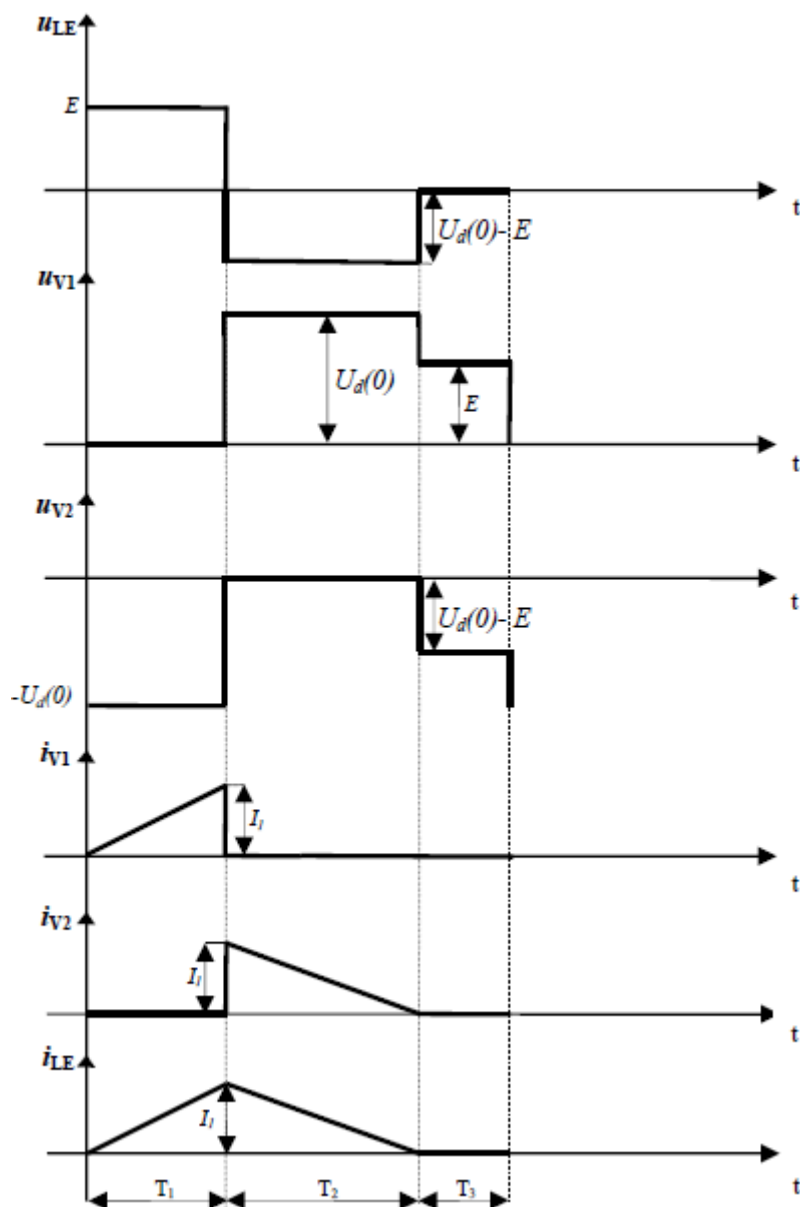 u_LE
E
t
U_d(0)- E
u_V1
U_d(0)
E
t
u_V2
t
U_d(0)- E
-U_d(0)
i_V1
I_l
t
i_V2
I_l
t
i_LE
I_l
T_1 T_2 T_3 t